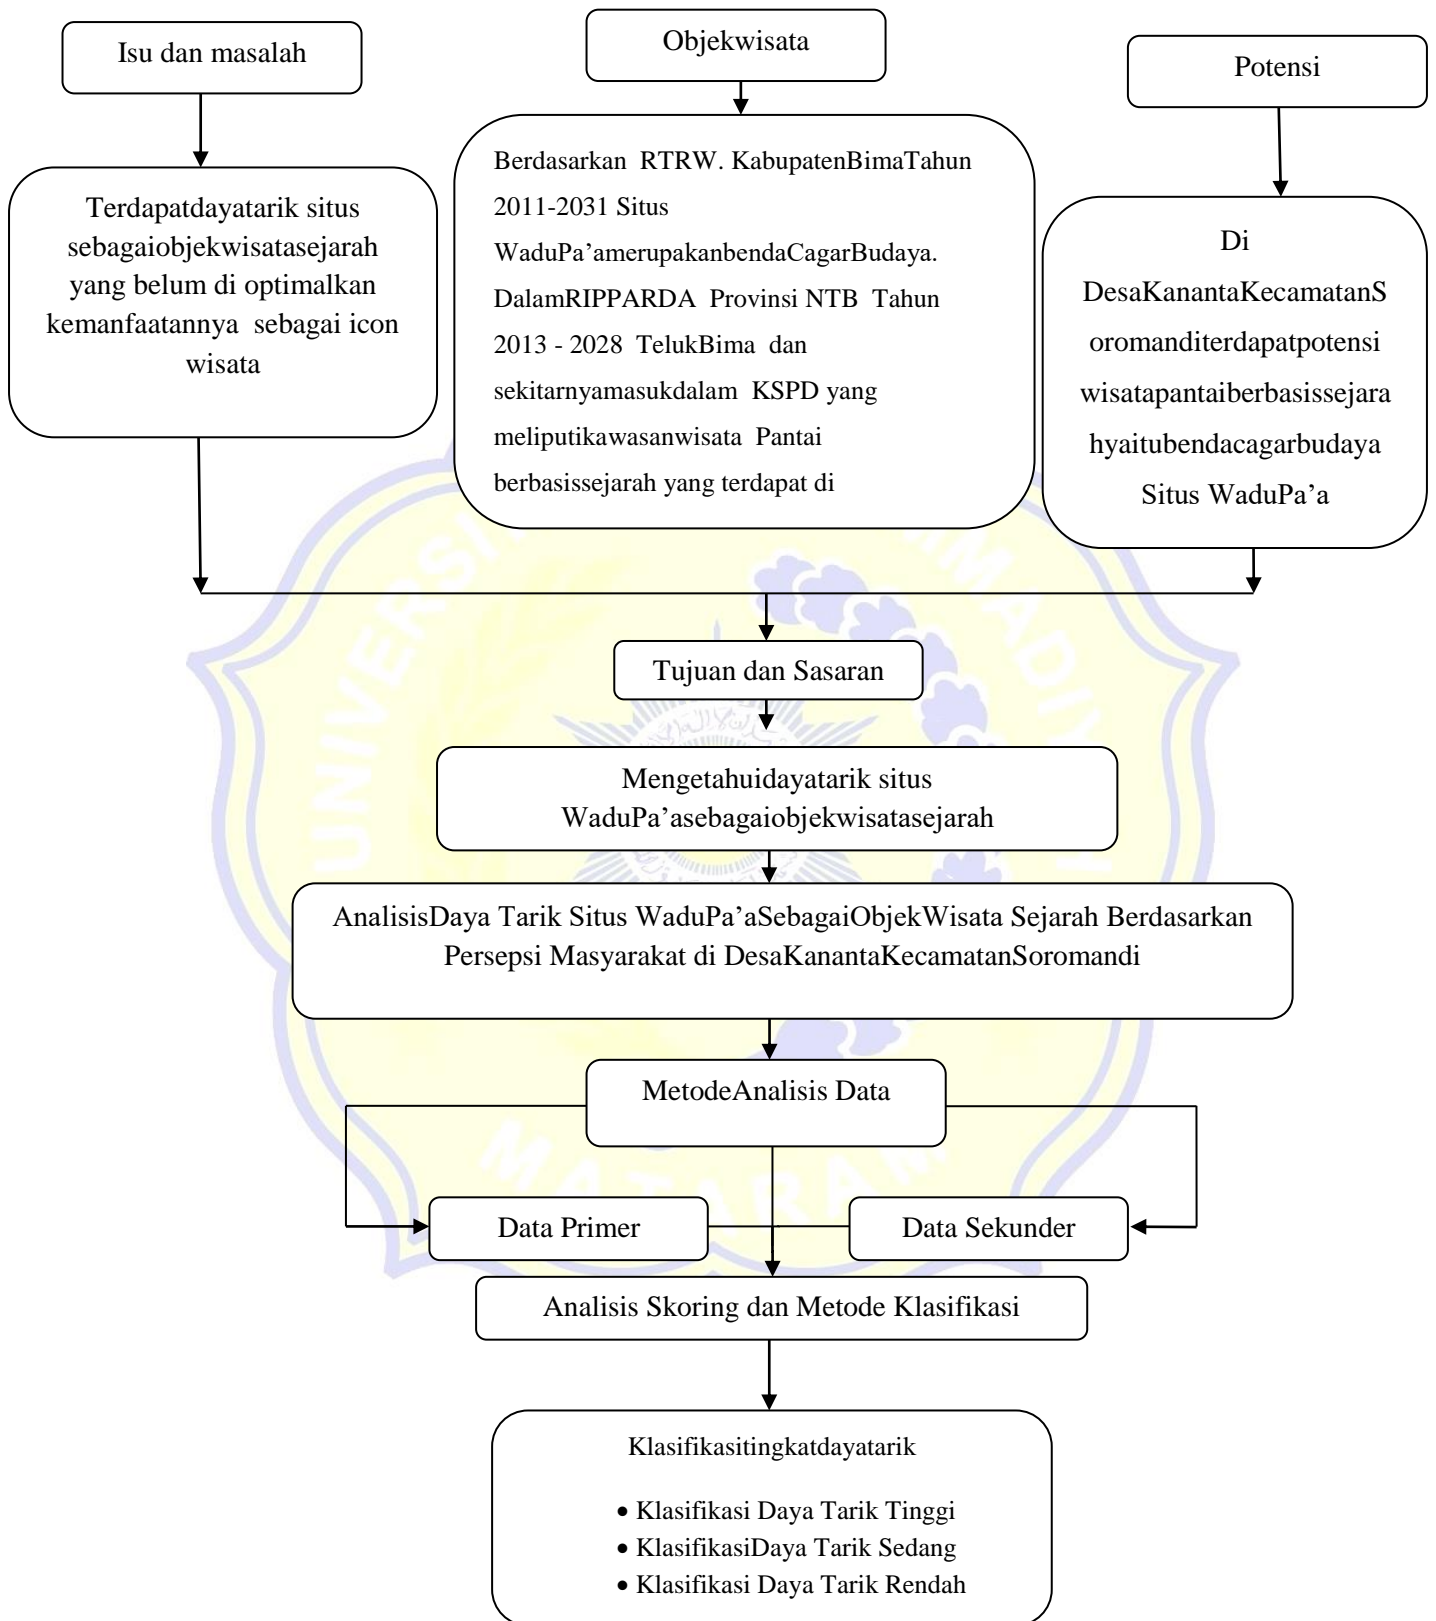 Isu dan masalah
Objekwisata
Potensi
Terdapatdayatarik situs
sebagaiobjekwisatasejarah
yang belum di optimalkan
kemanfaatannya sebagai icon
wisata
Berdasarkan RTRW. KabupatenBimaTahun
2011-2031 Situs
WaduPa’amerupakanbendaCagarBudaya.
DalamRIPPARDA Provinsi NTB Tahun
2013 - 2028 TelukBima dan
sekitarnyamasukdalam KSPD yang
meliputikawasanwisata Pantai
berbasissejarah yang terdapat di
Di
DesaKanantaKecamatanS
oromanditerdapatpotensi
wisatapantaiberbasissejara
hyaitubendacagarbudaya
Situs WaduPa’a
Tujuan dan Sasaran
Mengetahuidayatarik situs
WaduPa’asebagaiobjekwisatasejarah
AnalisisDaya Tarik Situs WaduPa’aSebagaiObjekWisata Sejarah Berdasarkan
Persepsi Masyarakat di DesaKanantaKecamatanSoromandi
MetodeAnalisis Data
Data Primer
Data Sekunder
Analisis Skoring dan Metode Klasifikasi
Klasifikasitingkatdayatarik
• Klasifikasi Daya Tarik Tinggi
• KlasifikasiDaya Tarik Sedang
• Klasifikasi Daya Tarik Rendah
MATARAM